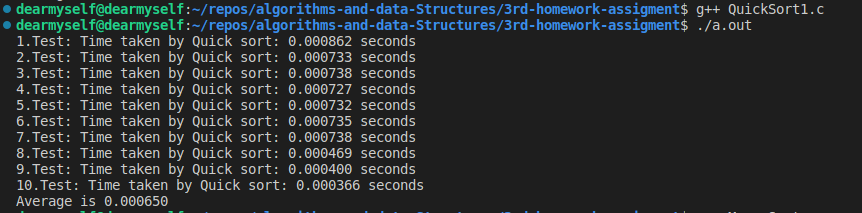 dearmyself@dearmyself:~/repos/algorithms-and-data-Structures/3rd-homework-assigment$ g++ QuickSort1.c
dearmyself@dearmyself:~/repos/algorithms-and-data-Structures/3rd-homework-assigment$ ./a.out
1.Test: Time taken by Quick sort: 0.000862 seconds
2.Test: Time taken by Quick sort: 0.000733 seconds
3.Test: Time taken by Quick sort: 0.000738 seconds
4.Test: Time taken by Quick sort: 0.000727 seconds
5.Test: Time taken by Quick sort: 0.000732 seconds
6.Test: Time taken by Quick sort: 0.000735 seconds
7.Test: Time taken by Quick sort: 0.000738 seconds
8.Test: Time taken by Quick sort: 0.000469 seconds
9.Test: Time taken by Quick sort: 0.000400 seconds
10.Test: Time taken by Quick sort: 0.000366 seconds
Average is 0.000650